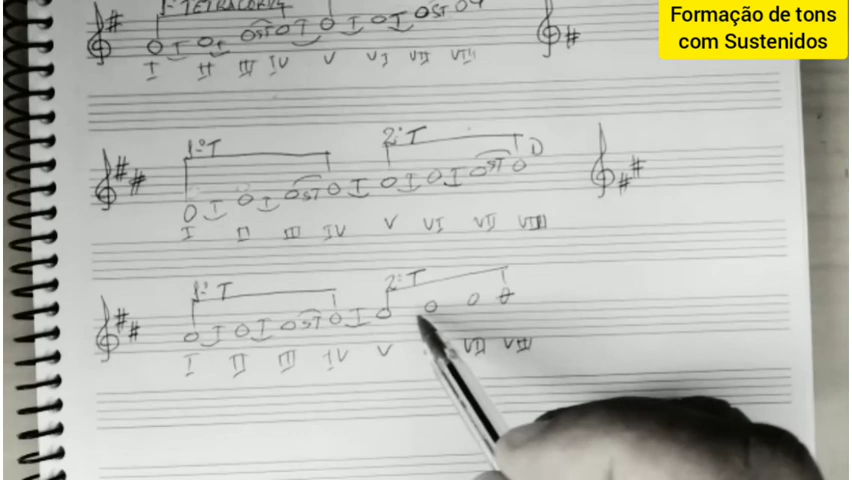 Formação de tons
com Sustenidos
1º TETRACORDE
T T ST T T T ST
I II III IV V VI VII VIII
1º T 2º T
T T ST T T T ST D
I II III IV V VI VII VIII
1º T 2º T
T T ST T
I II III IV V VII VIII